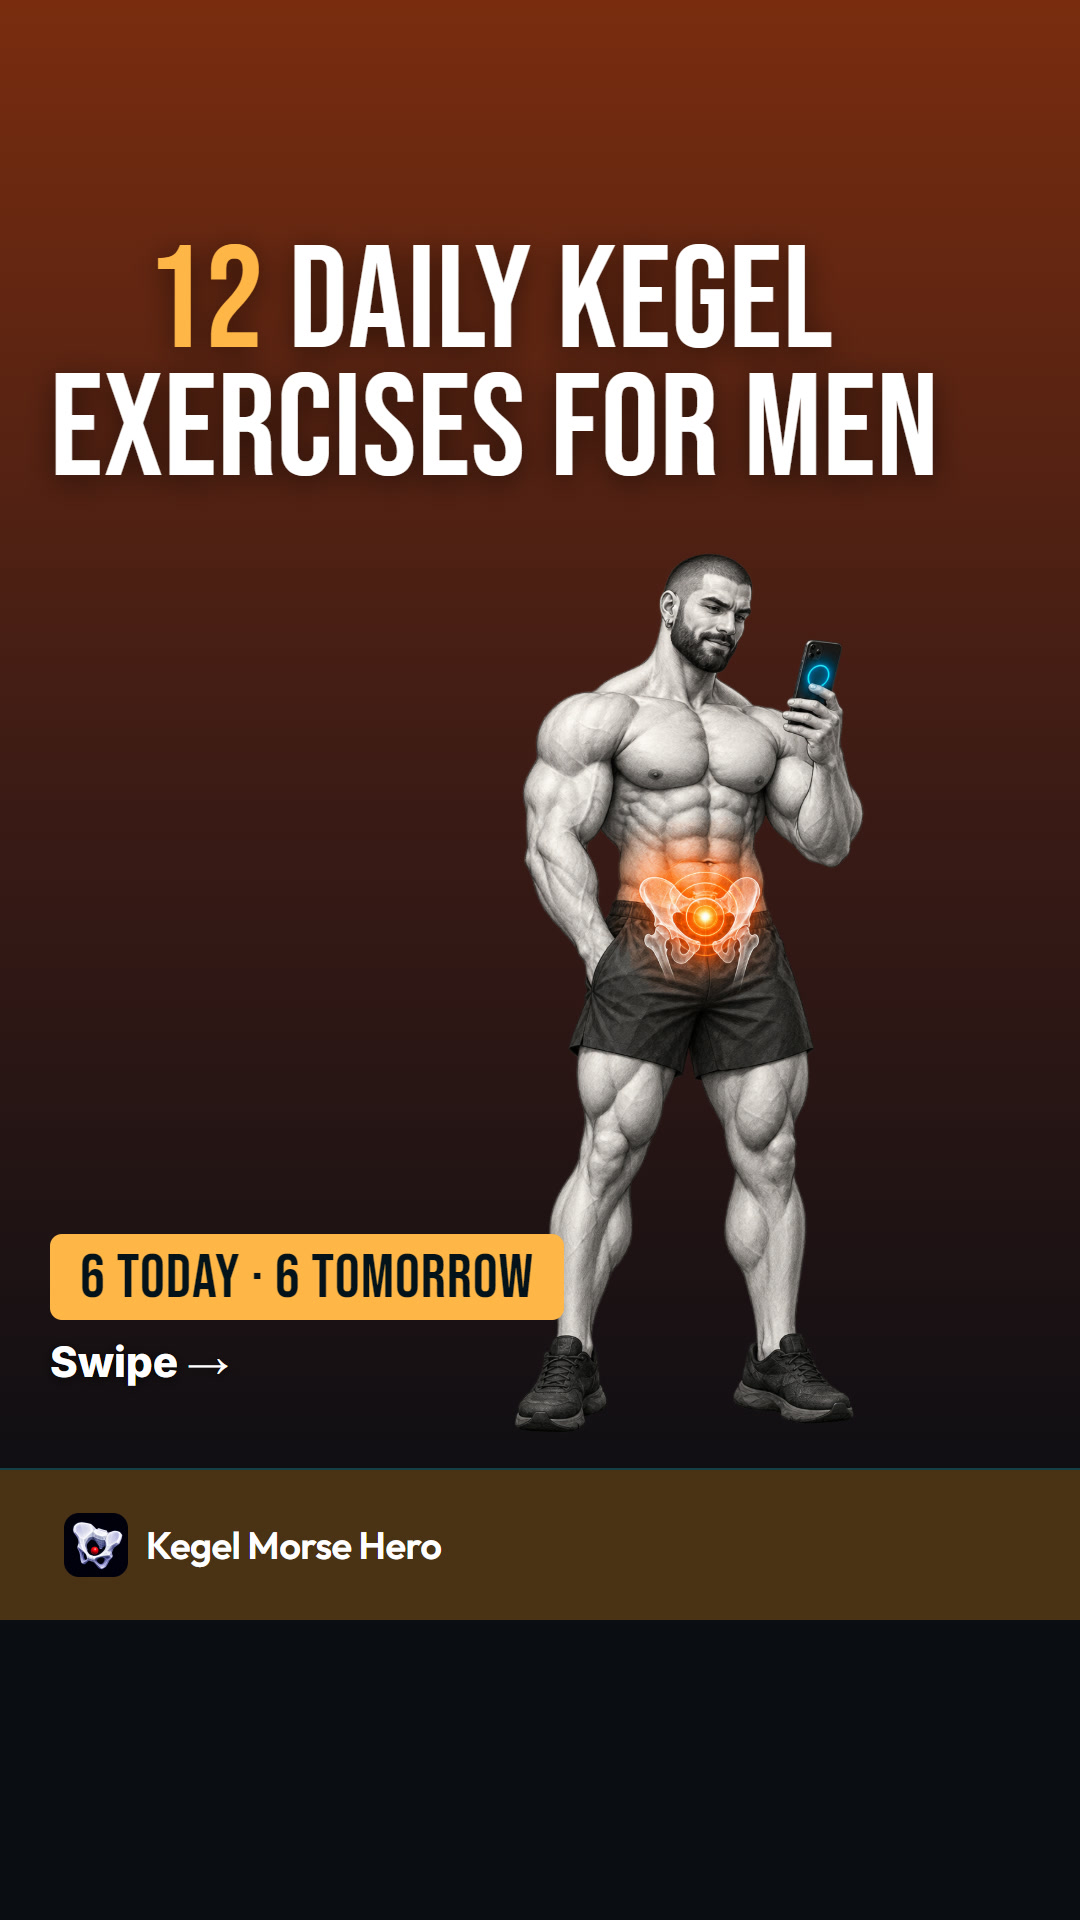 12 DAILY KEGEL
EXERCISES FOR MEN
6 TODAY · 6 TOMORROW
Swipe →
Kegel Morse Hero